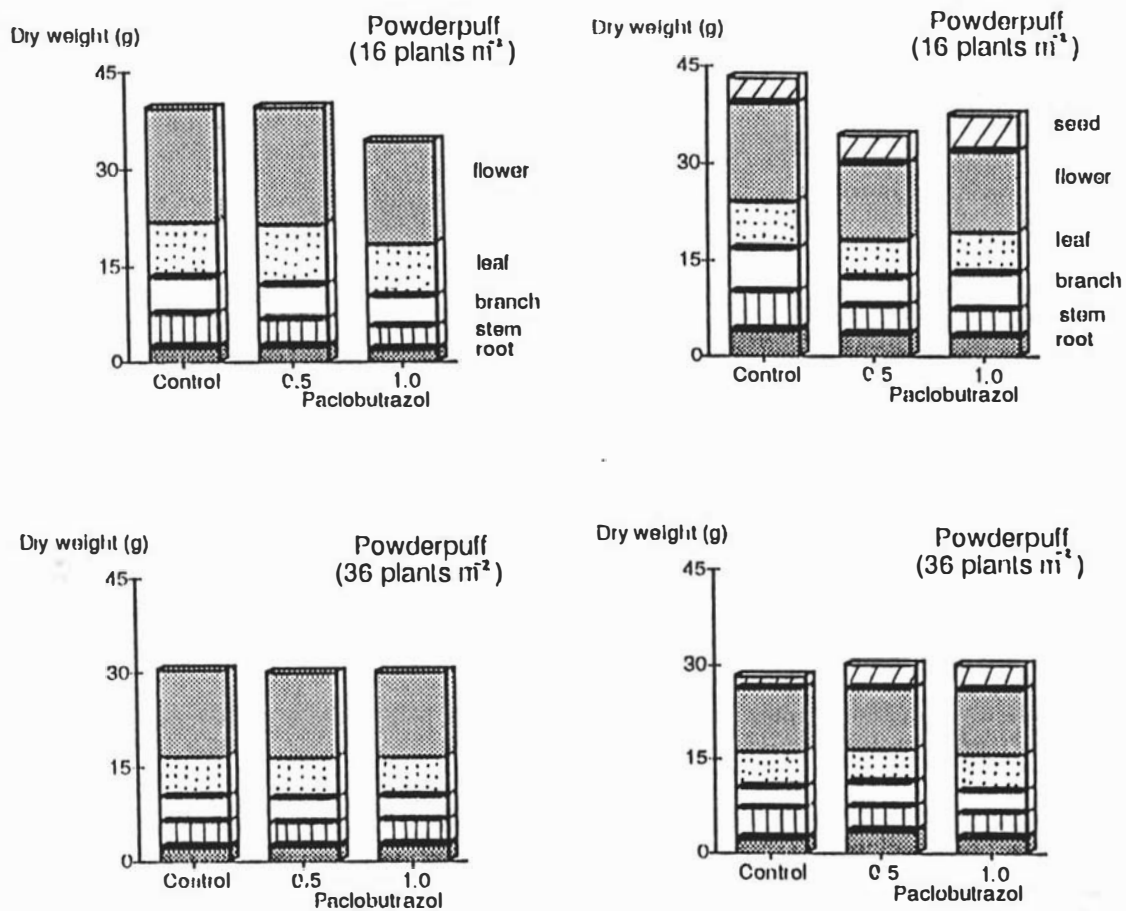 Dry weight (g)
Powderpuff
(16 plants m⁻²)
45
30
15
0
flower
leaf
branch
stem
root
Control
0.5
1.0
Paclobutrazol
Dry weight (g)
Powderpuff
(16 plants m⁻²)
45
30
15
0
seed
flower
leaf
branch
stem
root
Control
0 5
1.0
Paclobutrazol
Dry weight (g)
Powderpuff
(36 plants m⁻²)
45
30
15
0
Control
0.5
1.0
Paclobutrazol
Dry weight (g)
Powderpuff
(36 plants m⁻²)
45
30
15
0
Control
0 5
1.0
Paclobutrazol